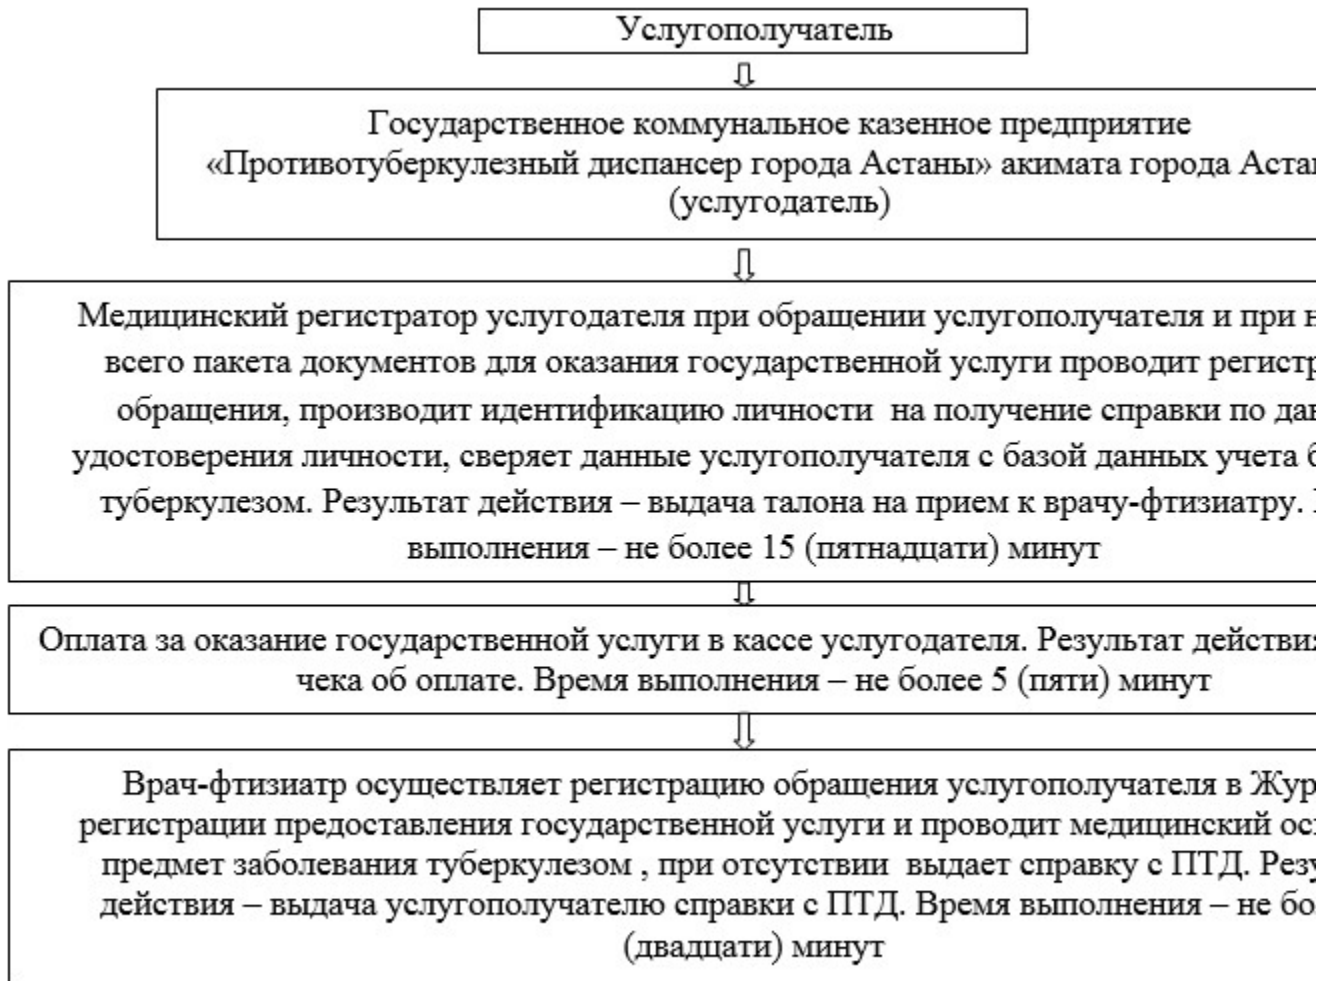 Услугополучатель
Государственное коммунальное казенное предприятие
«Противотуберкулезный диспансер города Астаны» акимата города
(услугодатель)
Медицинский регистратор услугодателя при обращении услугополучателя и при
всего пакета документов для оказания государственной услуги проводит
обращения, производит идентификацию личности на получение справки по
удостоверения личности, сверяет данные услугополучателя с базой данных учета
туберкулезом. Результат действия – выдача талона на прием к врачу-фтизиатру.
выполнения – не более 15 (пятнадцати) минут
Оплата за оказание государственной услуги в кассе услугодателя. Результат действия
чека об оплате. Время выполнения – не более 5 (пяти) минут
Врач-фтизиатр осуществляет регистрацию обращения услугополучателя в
регистрации предоставления государственной услуги и проводит медицинский
предмет заболевания туберкулезом , при отсутствии выдает справку с ПТД.
действия – выдача услугополучателю справки с ПТД. Время выполнения – не
(двадцати) минут